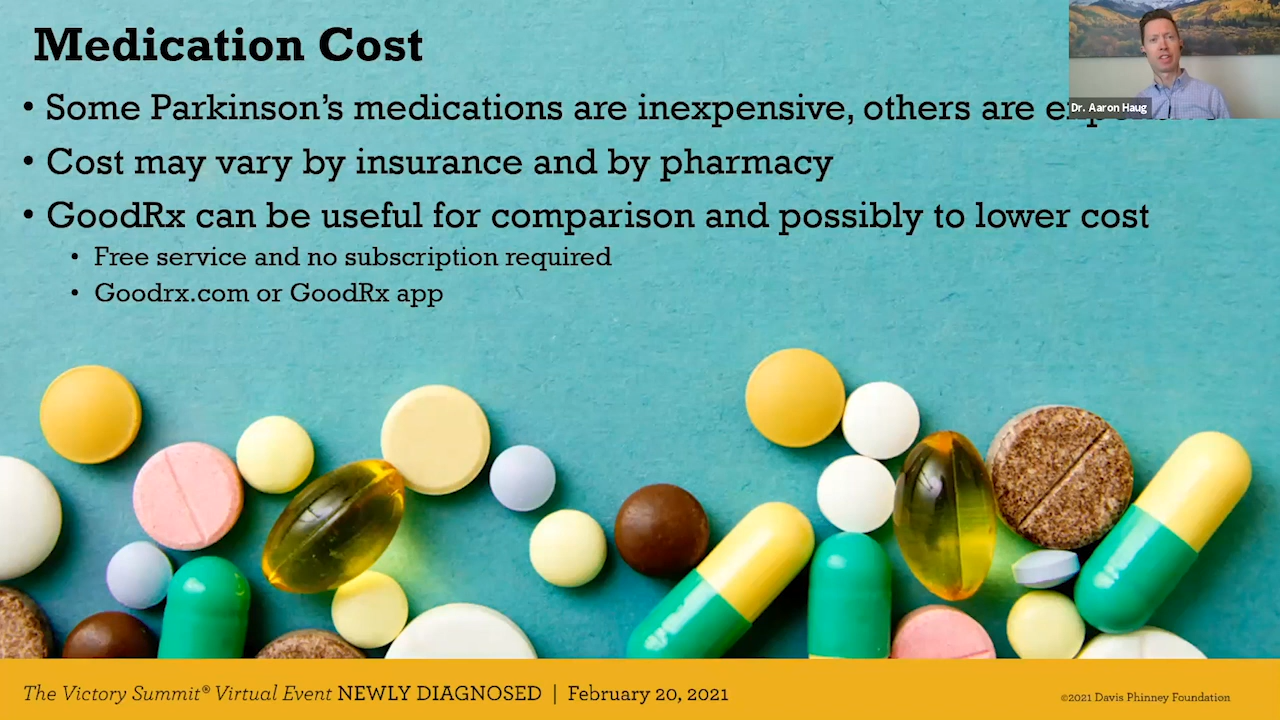 Medication Cost
• Some Parkinson's medications are inexpensive, others are
Dr. Aaron Haug
• Cost may vary by insurance and by pharmacy
• GoodRx can be useful for comparison and possibly to lower cost
• Free service and no subscription required
• Goodrx.com or GoodRx app
The Victory Summit® Virtual Event NEWLY DIAGNOSED | February 20, 2021
©2021 Davis Phinney Foundation